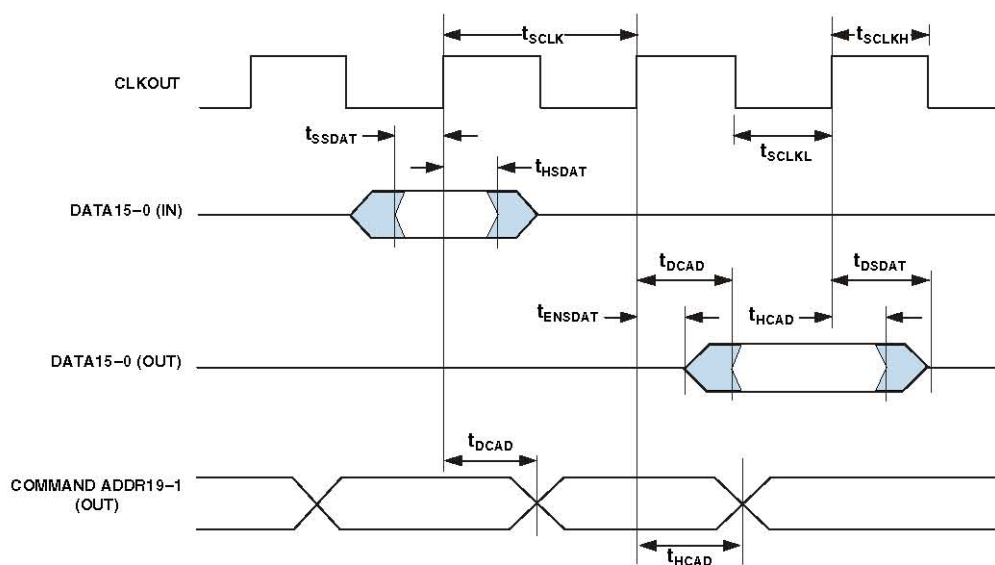 tSCLK
tSCLKH
CLKOUT
tSSDAT
tSCLKL
tHSDAT
DATA15–0 (IN)
tDCAD
tDSDAT
tENSDAT
tHCAD
DATA15–0 (OUT)
tDCAD
COMMAND ADDR19–1
(OUT)
tHCAD